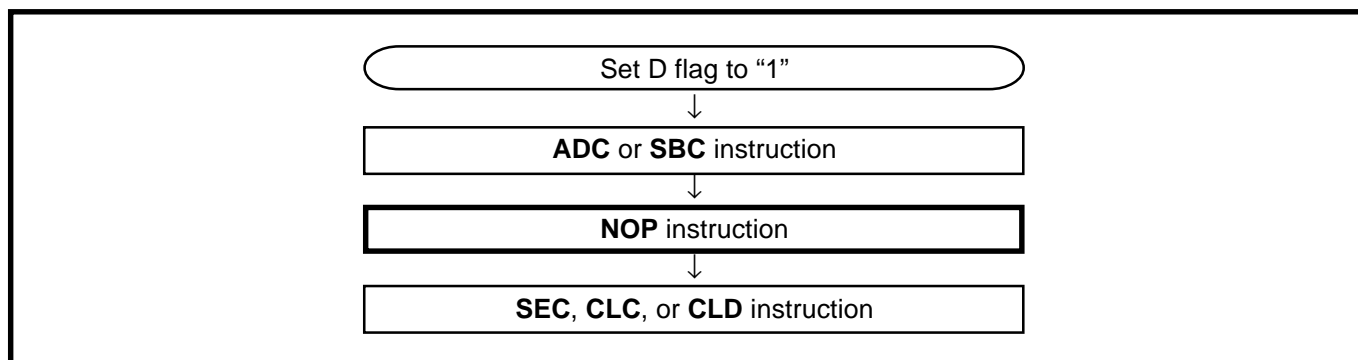 Set D flag to “1”
ADC or SBC instruction
NOP instruction
SEC, CLC, or CLD instruction